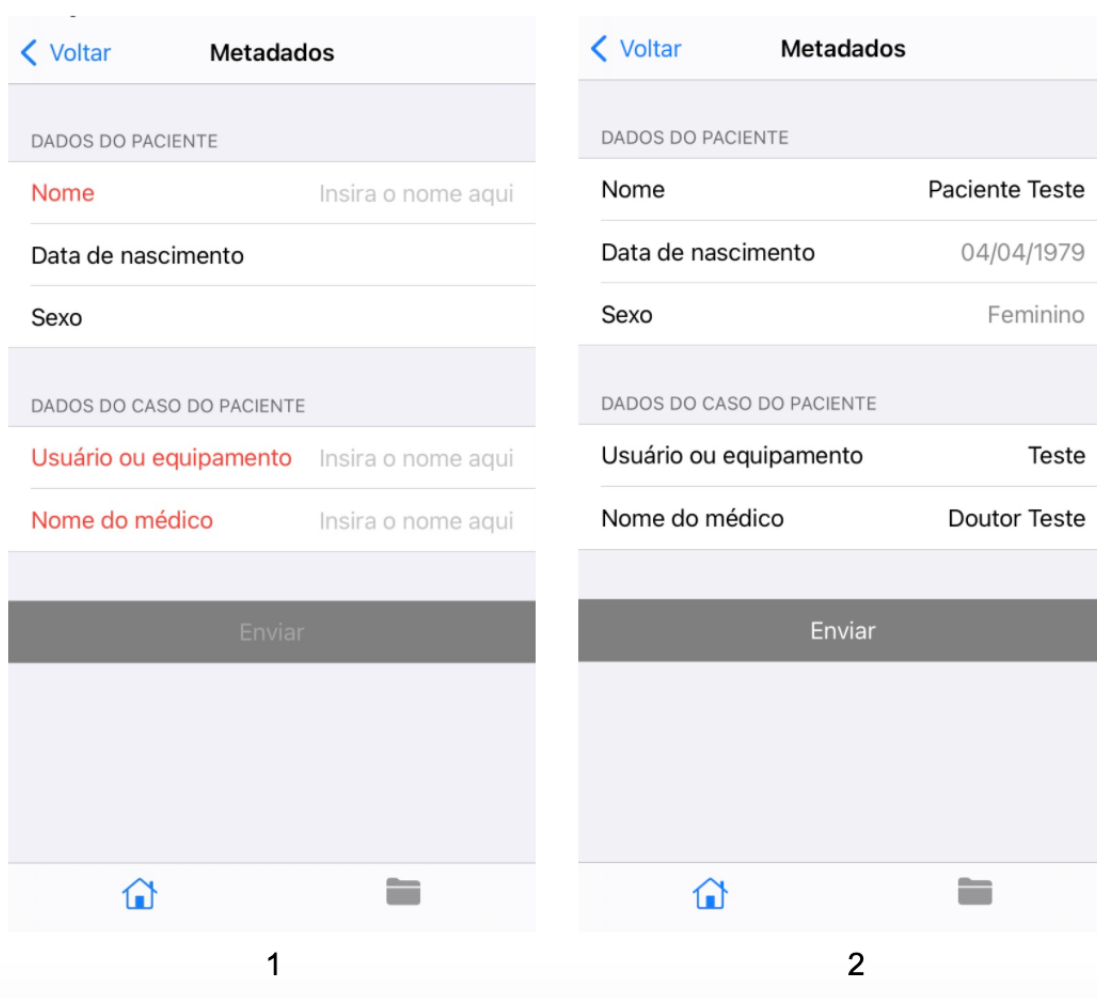 Voltar Metadados
DADOS DO PACIENTE
Nome Insira o nome aqui
Data de nascimento
Sexo
DADOS DO CASO DO PACIENTE
Usuário ou equipamento Insira o nome aqui
Nome do médico Insira o nome aqui
Enviar
1
Voltar Metadados
DADOS DO PACIENTE
Nome Paciente Teste
Data de nascimento 04/04/1979
Sexo Feminino
DADOS DO CASO DO PACIENTE
Usuário ou equipamento Teste
Nome do médico Doutor Teste
Enviar
2